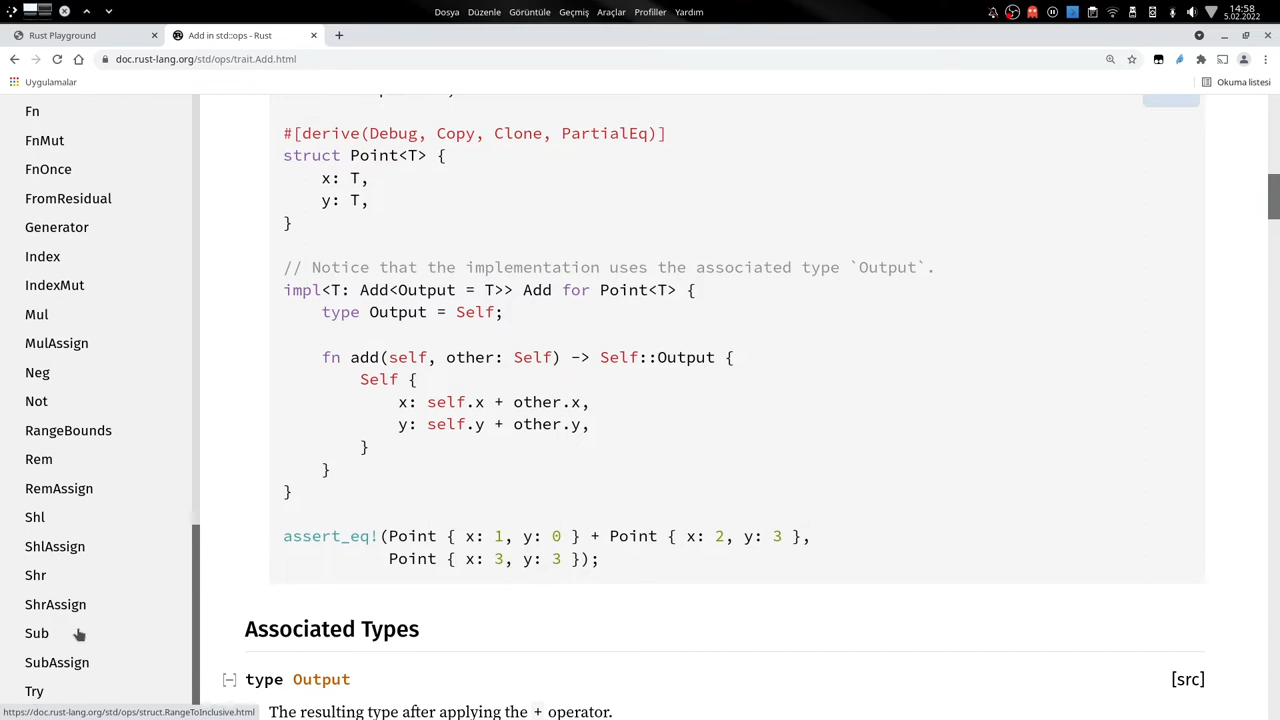 Dosya Düzenle Görüntüle Geçmiş Araçlar Profiller Yardım
14:58
5.02.2022
Rust Playground
Add in std::ops - Rust
doc.rust-lang.org/std/ops/trait.Add.html
Uygulamalar
Okuma listesi
Fn
FnMut
FnOnce
FromResidual
Generator
Index
IndexMut
Mul
MulAssign
Neg
Not
RangeBounds
Rem
RemAssign
Shl
ShlAssign
Shr
ShrAssign
Sub
SubAssign
Try
https://doc.rust-lang.org/std/ops/struct.RangeToInclusive.html
#[derive(Debug, Copy, Clone, PartialEq)]
struct Point<T> {
x: T,
y: T,
}
// Notice that the implementation uses the associated type `Output`.
impl<T: Add<Output = T>> Add for Point<T> {
type Output = Self;
fn add(self, other: Self) -> Self::Output {
Self {
x: self.x + other.x,
y: self.y + other.y,
}
}
}
assert_eq!(Point { x: 1, y: 0 } + Point { x: 2, y: 3 },
Point { x: 3, y: 3 });
Associated Types
[-] type Output [src]
The resulting type after applying the + operator.